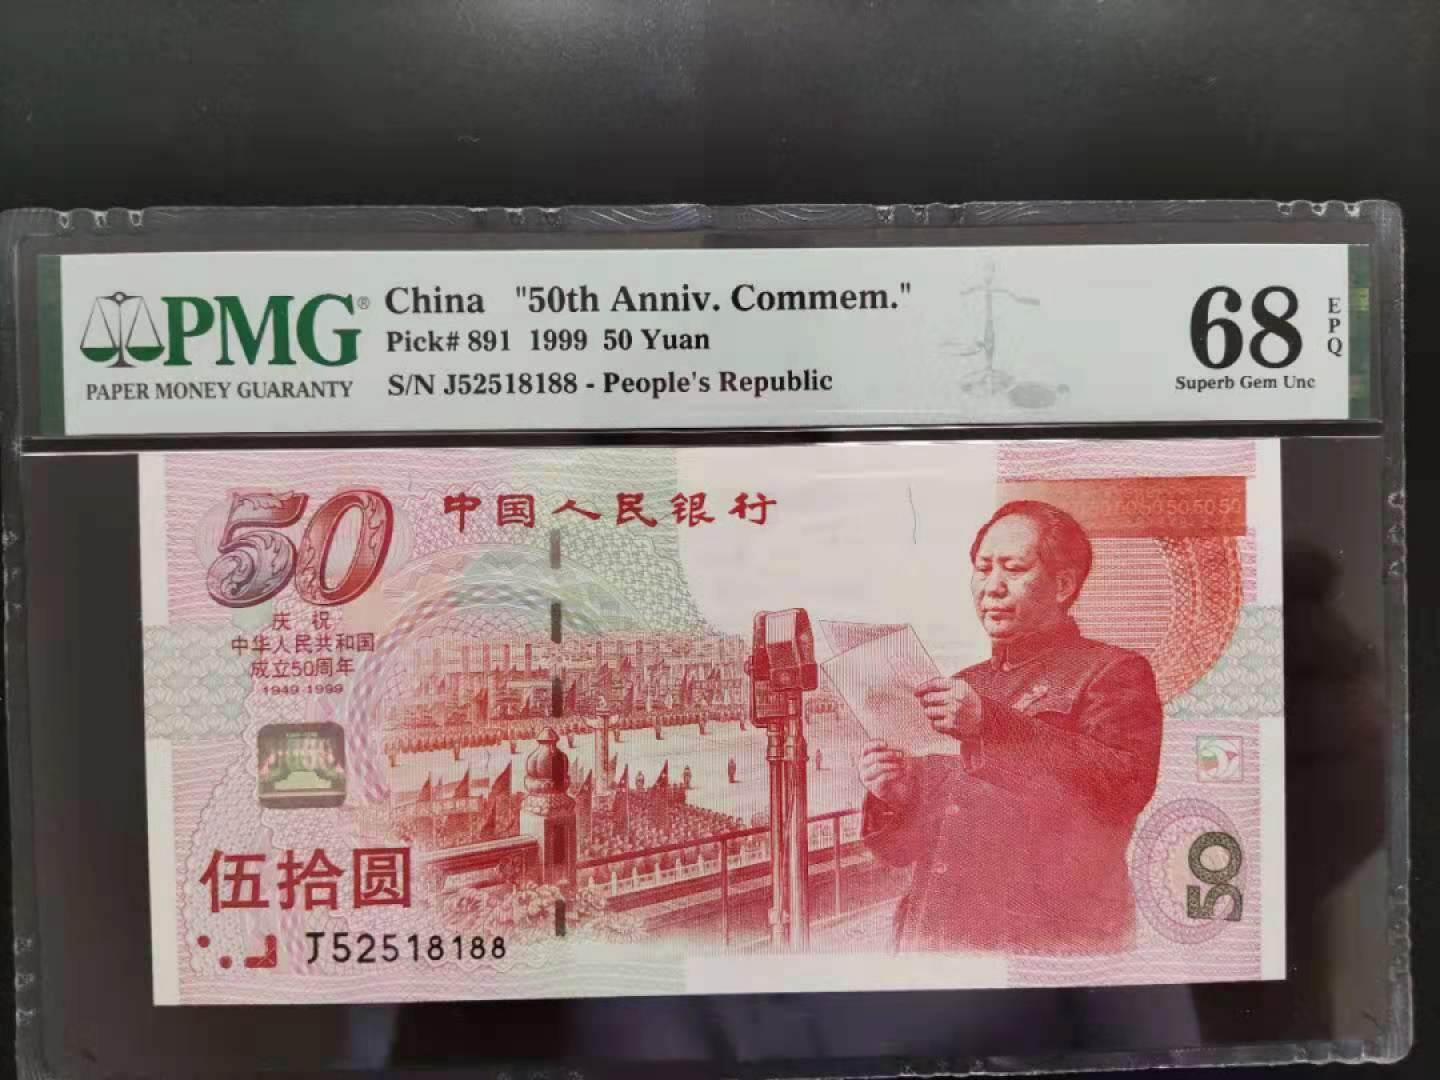 PMG®
PAPER MONEY GUARANTY
China "50th Anniv. Commem."
Pick# 891 1999 50 Yuan
S/N J52518188 - People's Republic
68
EPQ
Superb Gem Unc
50
中国人民银行
庆祝
中华人民共和国
成立50周年
1949-1999
50505050
伍拾圆
J52518188
50